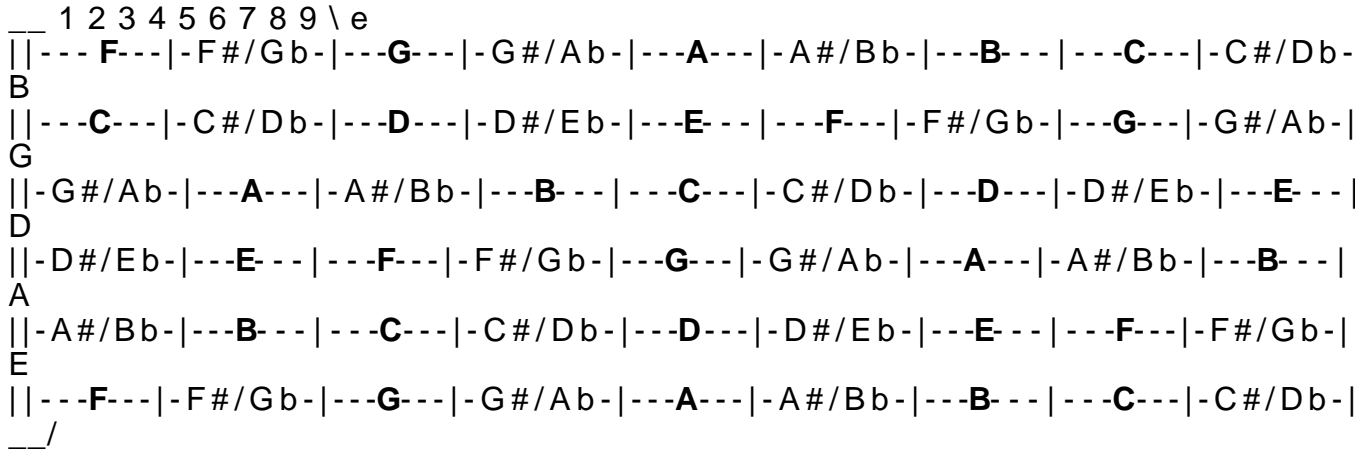 __ 1 2 3 4 5 6 7 8 9 \ e
||---F---|-F#/Gb-|---G---|-G#/Ab-|---A---|-A#/Bb-|---B---|---C---|-C#/Db-
B
||---C---|-C#/Db-|---D---|-D#/Eb-|---E---|---F---|-F#/Gb-|---G---|-G#/Ab-|
G
||-G#/Ab-|---A---|-A#/Bb-|---B---|---C---|-C#/Db-|---D---|-D#/Eb-|---E---|
D
||-D#/Eb-|---E---|---F---|-F#/Gb-|---G---|-G#/Ab-|---A---|-A#/Bb-|---B---|
A
||-A#/Bb-|---B---|---C---|-C#/Db-|---D---|-D#/Eb-|---E---|---F---|-F#/Gb-|
E
||---F---|-F#/Gb-|---G---|-G#/Ab-|---A---|-A#/Bb-|---B---|---C---|-C#/Db-|
__/